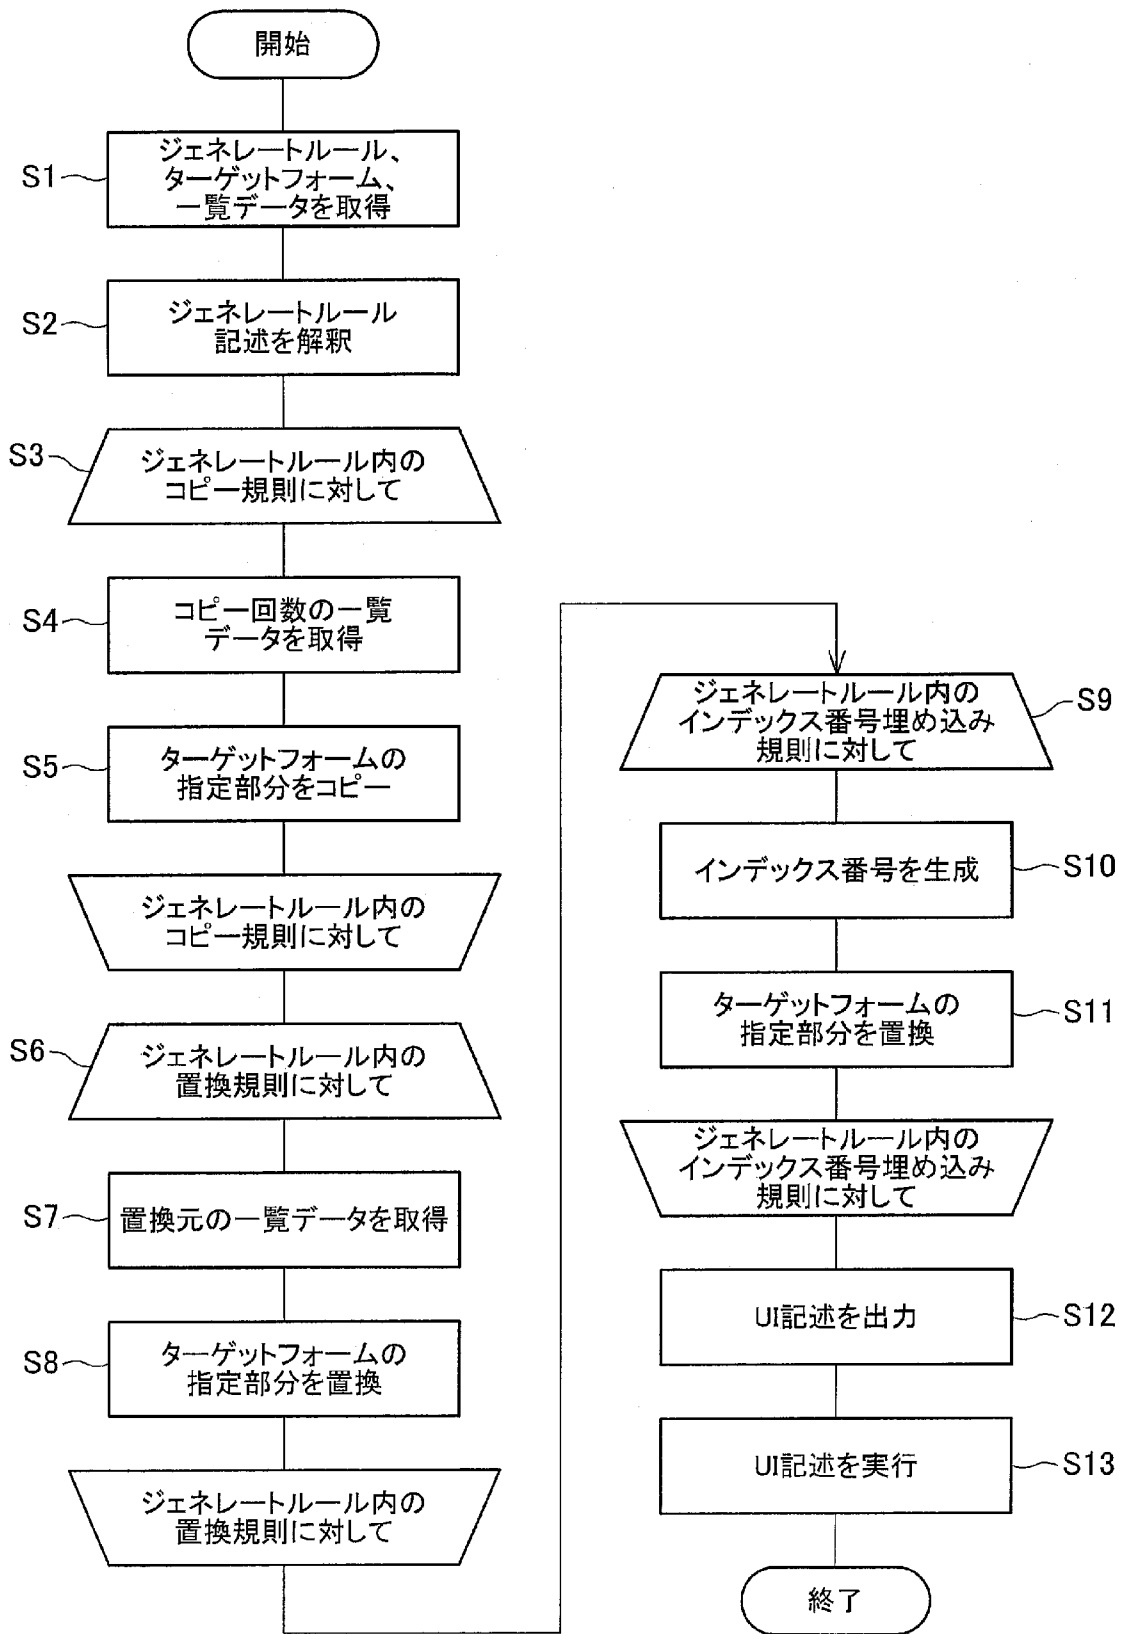 開始
S1
ジェネレートルール、
ターゲットフォーム、
一覧データを取得
S2
ジェネレートルール
記述を解釈
S3
ジェネレートルール内の
コピー規則に対して
S4
コピー回数の一覧
データを取得
S5
ターゲットフォームの
指定部分をコピー
ジェネレートルール内の
コピー規則に対して
S6
ジェネレートルール内の
置換規則に対して
S7
置換元の一覧データを取得
S8
ターゲットフォームの
指定部分を置換
ジェネレートルール内の
置換規則に対して
ジェネレートルール内の
インデックス番号埋め込み
規則に対して
S9
インデックス番号を生成
S10
ターゲットフォームの
指定部分を置換
S11
ジェネレートルール内の
インデックス番号埋め込み
規則に対して
UI記述を出力
S12
UI記述を実行
S13
終了